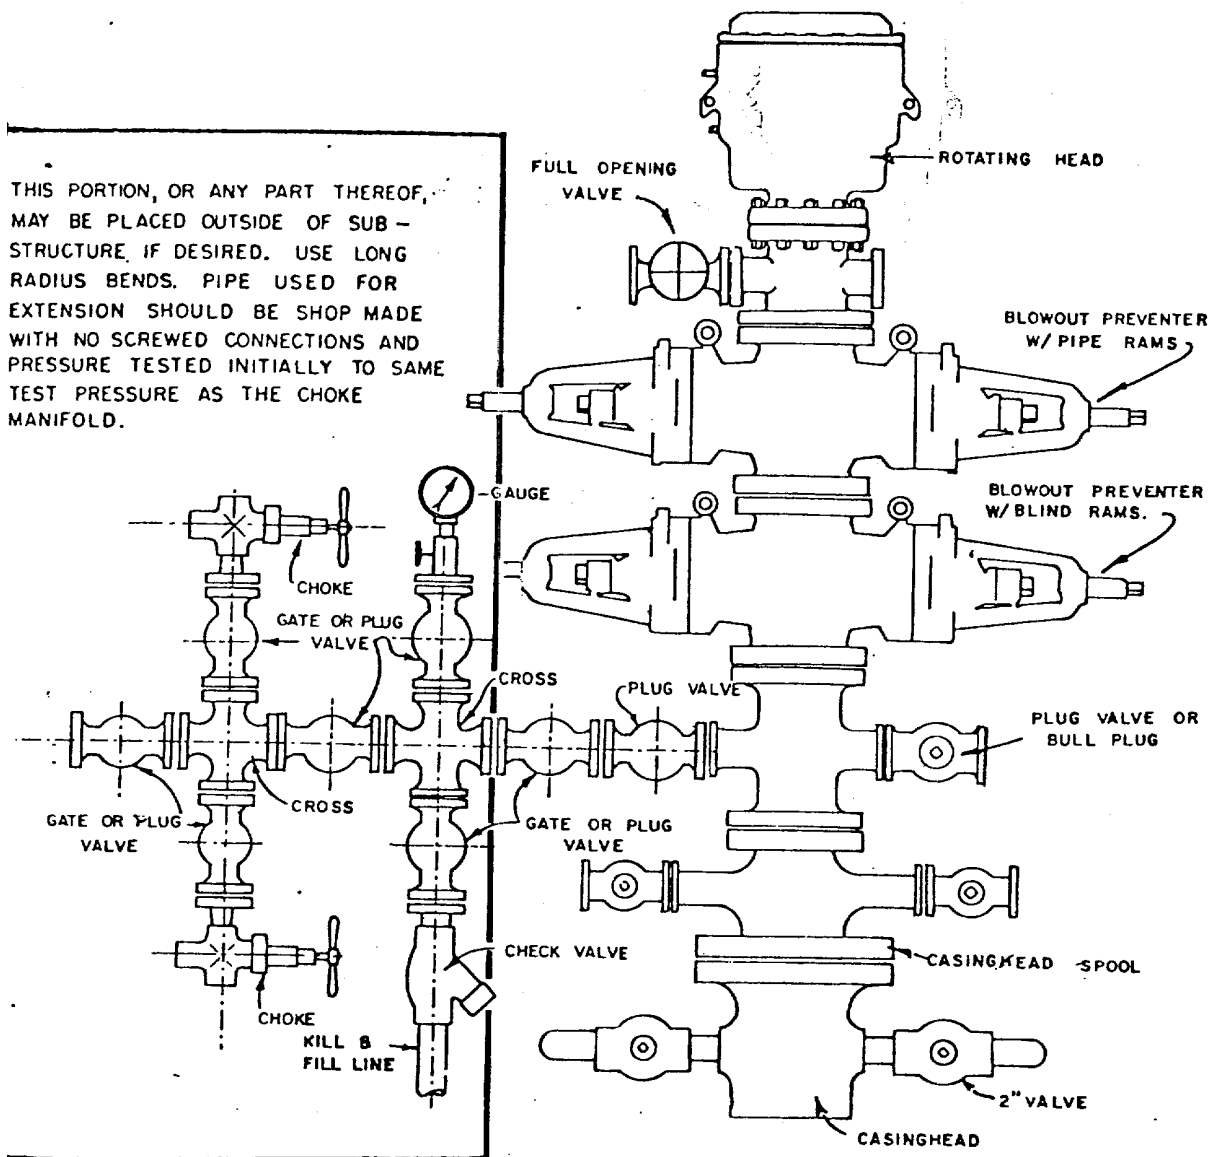 THIS PORTION, OR ANY PART THEREOF,
MAY BE PLACED OUTSIDE OF SUB-
STRUCTURE IF DESIRED. USE LONG
RADIUS BENDS. PIPE USED FOR
EXTENSION SHOULD BE SHOP MADE
WITH NO SCREWED CONNECTIONS AND
PRESSURE TESTED INITIALLY TO SAME
TEST PRESSURE AS THE CHOKE
MANIFOLD.
FULL OPENING
VALVE
ROTATING HEAD
BLOWOUT PREVENTER
W/ PIPE RAMS
BLOWOUT PREVENTER
W/ BLIND RAMS.
GAUGE
CHOKE
GATE OR PLUG
VALVE
CROSS
PLUG VALVE
PLUG VALVE OR
BULL PLUG
CROSS
GATE OR PLUG
VALVE
GATE OR PLUG
VALVE
CHECK VALVE
CASINGHEAD SPOOL
CHOKE
KILL &
FILL LINE
2" VALVE
CASINGHEAD